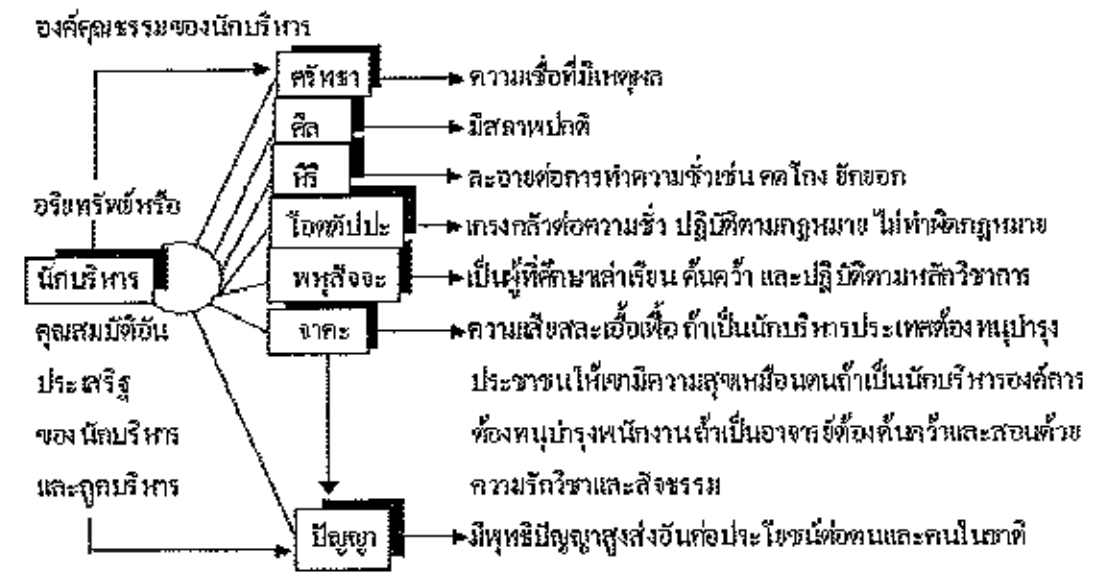 องค์คุณธรรมของนักบริหาร
ศรัทธา
ความเชื่อที่มีเหตุผล
ศีล
มีสภาพปกติ
หิริ
ละอายต่อการทำความชั่วเช่น คดโกง ยักยอก
อริยทรัพย์หรือ
โอตตัปปะ
เกรงกลัวต่อความชั่ว ปฏิบัติตามกฎหมาย ไม่ทำผิดกฎหมาย
นักบริหาร
พหุสัจจะ
เป็นผู้ที่ศึกษาเล่าเรียน ค้นคว้า และปฏิบัติตามหลักวิชาการ
คุณสมบัติอัน
จาคะ
ความเสียสละเอื้อเฟื้อ ถ้าเป็นนักบริหารประเทศต้องทนุบำรุง
ประเสริฐ
ประชาชนให้เขามีความสุขเหมือนตนถ้าเป็นนักบริหารองค์การ
ของ นักบริหาร
ต้องทนุบำรุงพนักงาน ถ้าเป็นอาจารย์ต้องค้นคว้าและสอนด้วย
และถูกบริหาร
ความรักวิชาและสัจธรรม
ปัญญา
มีพุทธิปัญญาสูงส่งอันก่อประโยชน์ต่อตนและคนในชาติ